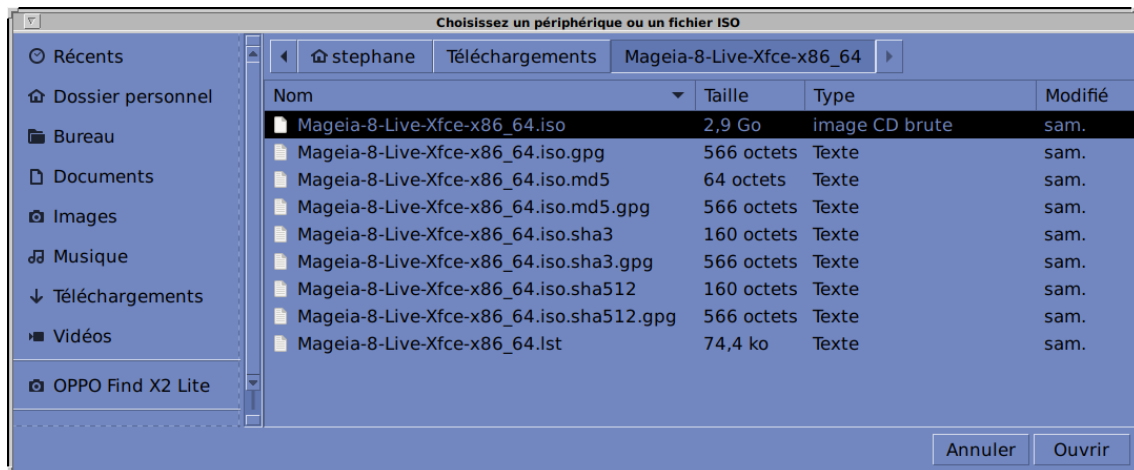 Choisissez un périphérique ou un fichier ISO
Récents
Dossier personnel
Bureau
Documents
Images
Musique
Téléchargements
Vidéos
OPPO Find X2 Lite
stephane Téléchargements Mageia-8-Live-Xfce-x86_64
Nom Taille Type Modifié
Mageia-8-Live-Xfce-x86_64.iso 2,9 Go image CD brute sam.
Mageia-8-Live-Xfce-x86_64.iso.gpg 566 octets Texte sam.
Mageia-8-Live-Xfce-x86_64.iso.md5 64 octets Texte sam.
Mageia-8-Live-Xfce-x86_64.iso.md5.gpg 566 octets Texte sam.
Mageia-8-Live-Xfce-x86_64.iso.sha3 160 octets Texte sam.
Mageia-8-Live-Xfce-x86_64.iso.sha3.gpg 566 octets Texte sam.
Mageia-8-Live-Xfce-x86_64.iso.sha512 160 octets Texte sam.
Mageia-8-Live-Xfce-x86_64.iso.sha512.gpg 566 octets Texte sam.
Mageia-8-Live-Xfce-x86_64.lst 74,4 ko Texte sam.
Annuler Ouvrir